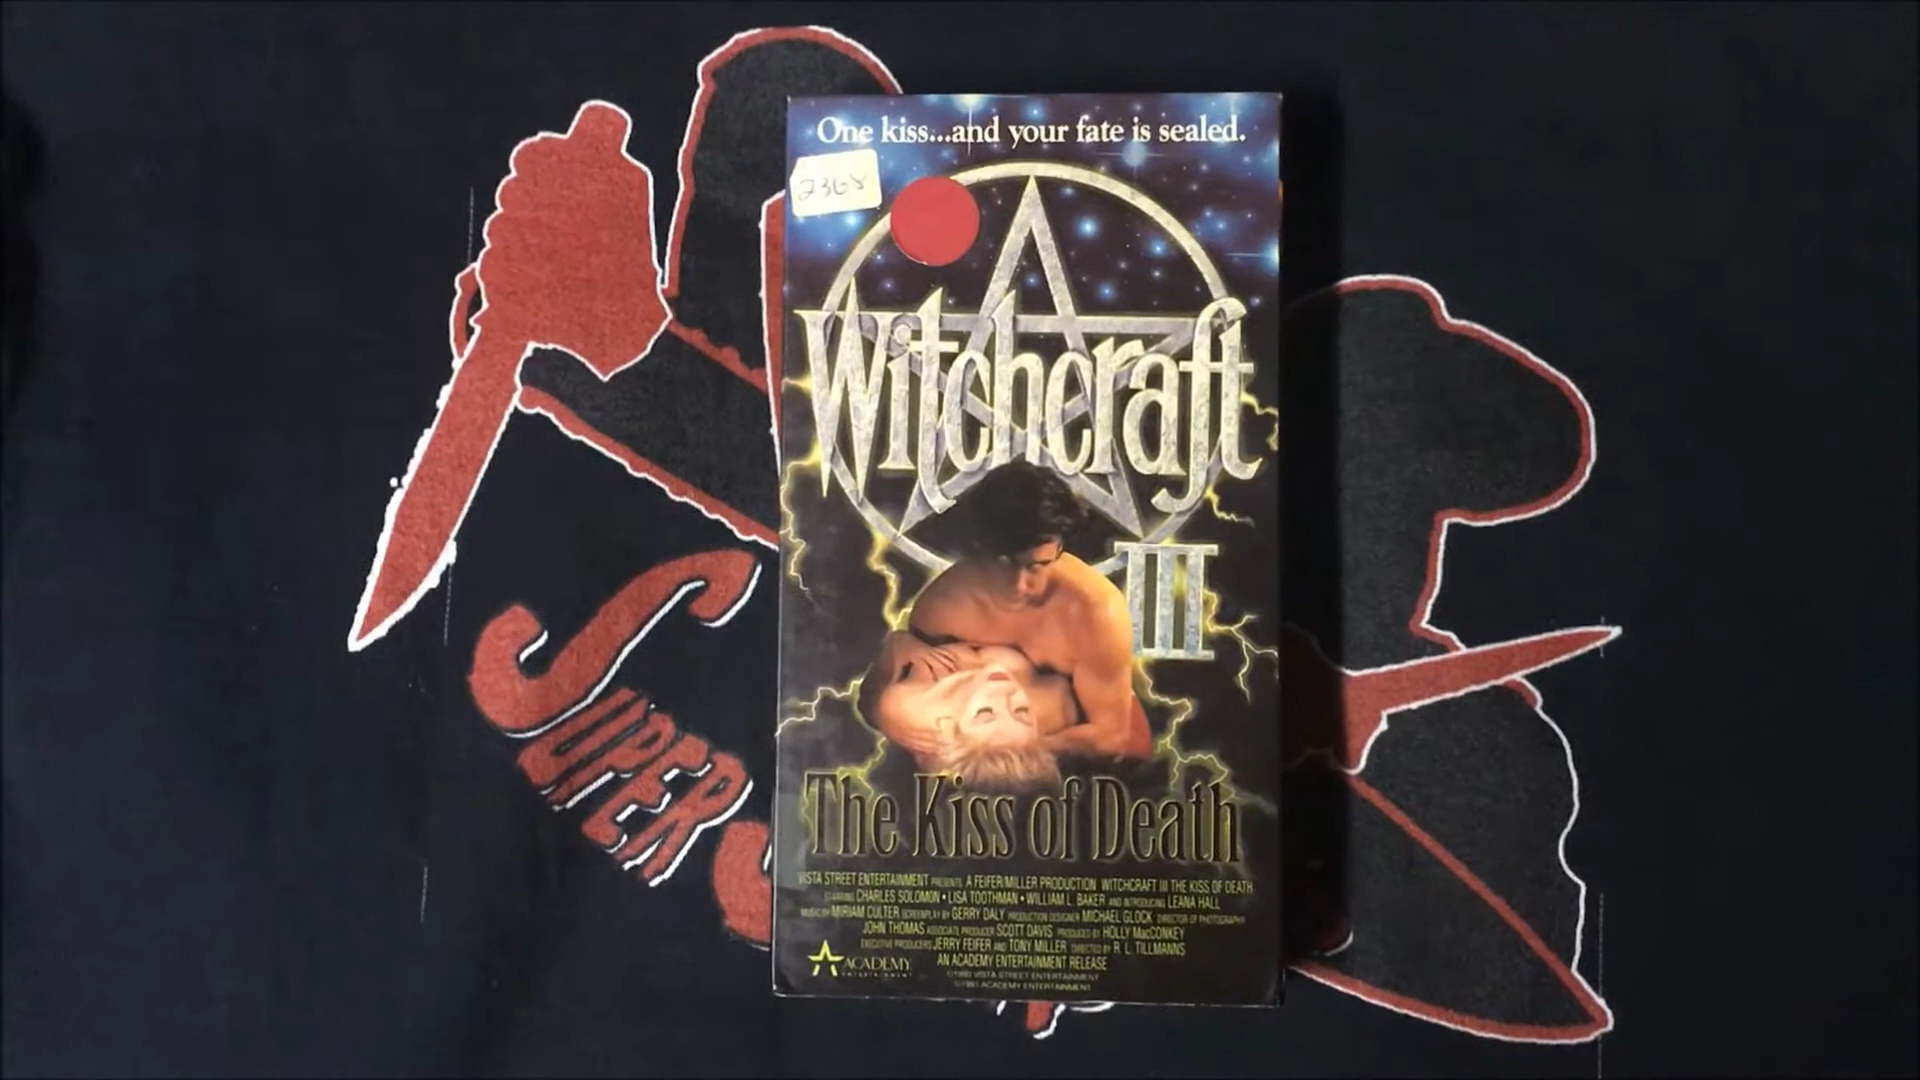 One kiss...and your fate is sealed.
2368
Witchcraft
III
The Kiss of Death
VISTA STREET ENTERTAINMENT PRESENTS A FEIFER/MILLER PRODUCTION WITCHCRAFT III THE KISS OF DEATH
STARRING CHARLES SOLOMON • LISA TOOTHMAN • WILLIAM L. BAKER AND INTRODUCING LEANA HALL
MUSIC BY MIRIAM CULTER SCREENPLAY BY GERRY DALY PRODUCTION DESIGNER MICHAEL GLOCK DIRECTOR OF PHOTOGRAPHY
JOHN THOMAS ASSOCIATE PRODUCER SCOTT DAVIS PRODUCED BY HOLLY MacCONKEY
EXECUTIVE PRODUCERS JERRY FEIFER AND TONY MILLER DIRECTED BY R. L. TILLMANNS
ACADEMY
ENTERTAINMENT
AN ACADEMY ENTERTAINMENT RELEASE
©1991 ACADEMY ENTERTAINMENT
SUPER